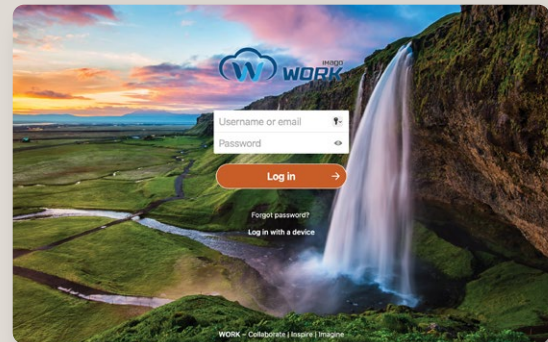 imago
WORK
Username or email
Password
Log in
Forgot password?
Log in with a device
WORK – Collaborate | Inspire | Imagine